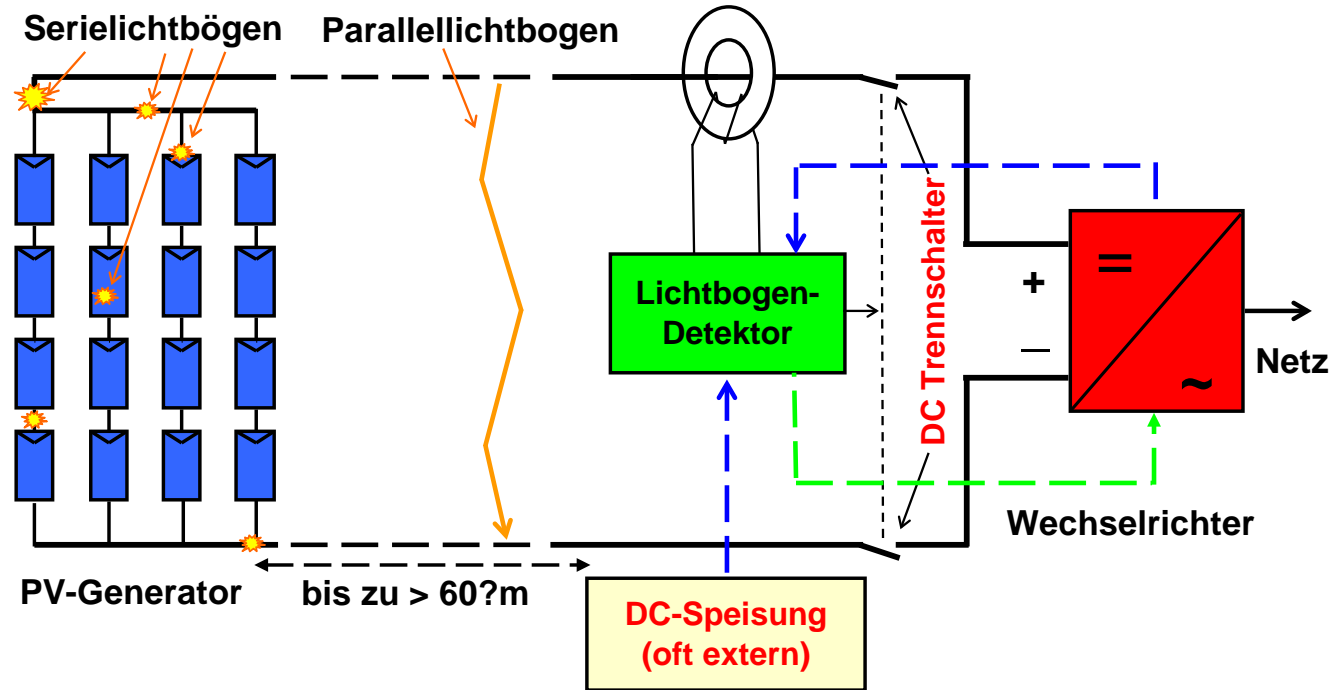 Serielichtbögen
Parallellichtbogen
Lichtbogen-
Detektor
DC Trennschalter
=
+
–
~
Netz
Wechselrichter
PV-Generator
bis zu > 60?m
DC-Speisung
(oft extern)